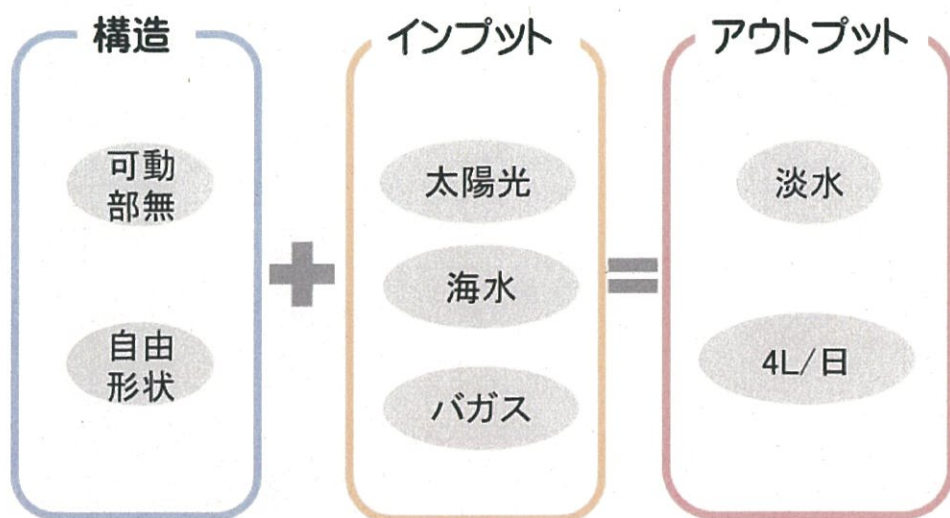 構造
可動
部無
自由
形状
+
インプット
太陽光
海水
バガス
=
アウトプット
淡水
4L/日